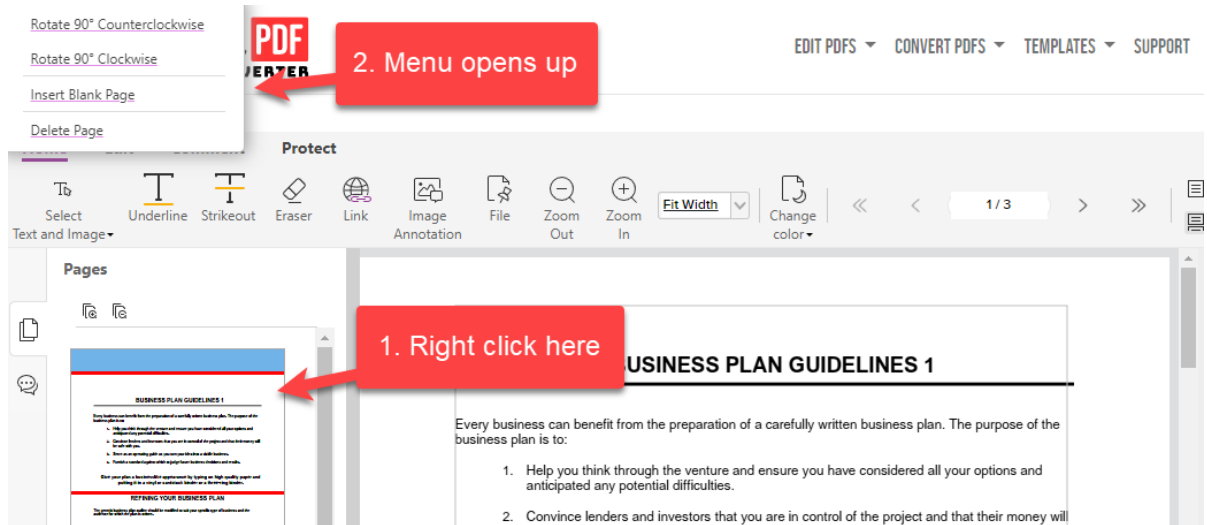 Rotate 90° Counterclockwise
Rotate 90° Clockwise
Insert Blank Page
Delete Page
PDF
VERTER
2. Menu opens up
EDIT PDFS
CONVERT PDFS
TEMPLATES
SUPPORT
Protect
Select
Text and Image
Underline
Strikeout
Eraser
Link
Image
Annotation
File
Zoom
Out
Zoom
In
Fit Width
Change
color
1 / 3
Pages
1. Right click here
BUSINESS PLAN GUIDELINES 1
REFINING YOUR BUSINESS PLAN
USINESS PLAN GUIDELINES 1
Every business can benefit from the preparation of a carefully written business plan. The purpose of the
business plan is to:
1. Help you think through the venture and ensure you have considered all your options and
anticipated any potential difficulties.
2. Convince lenders and investors that you are in control of the project and that their money will